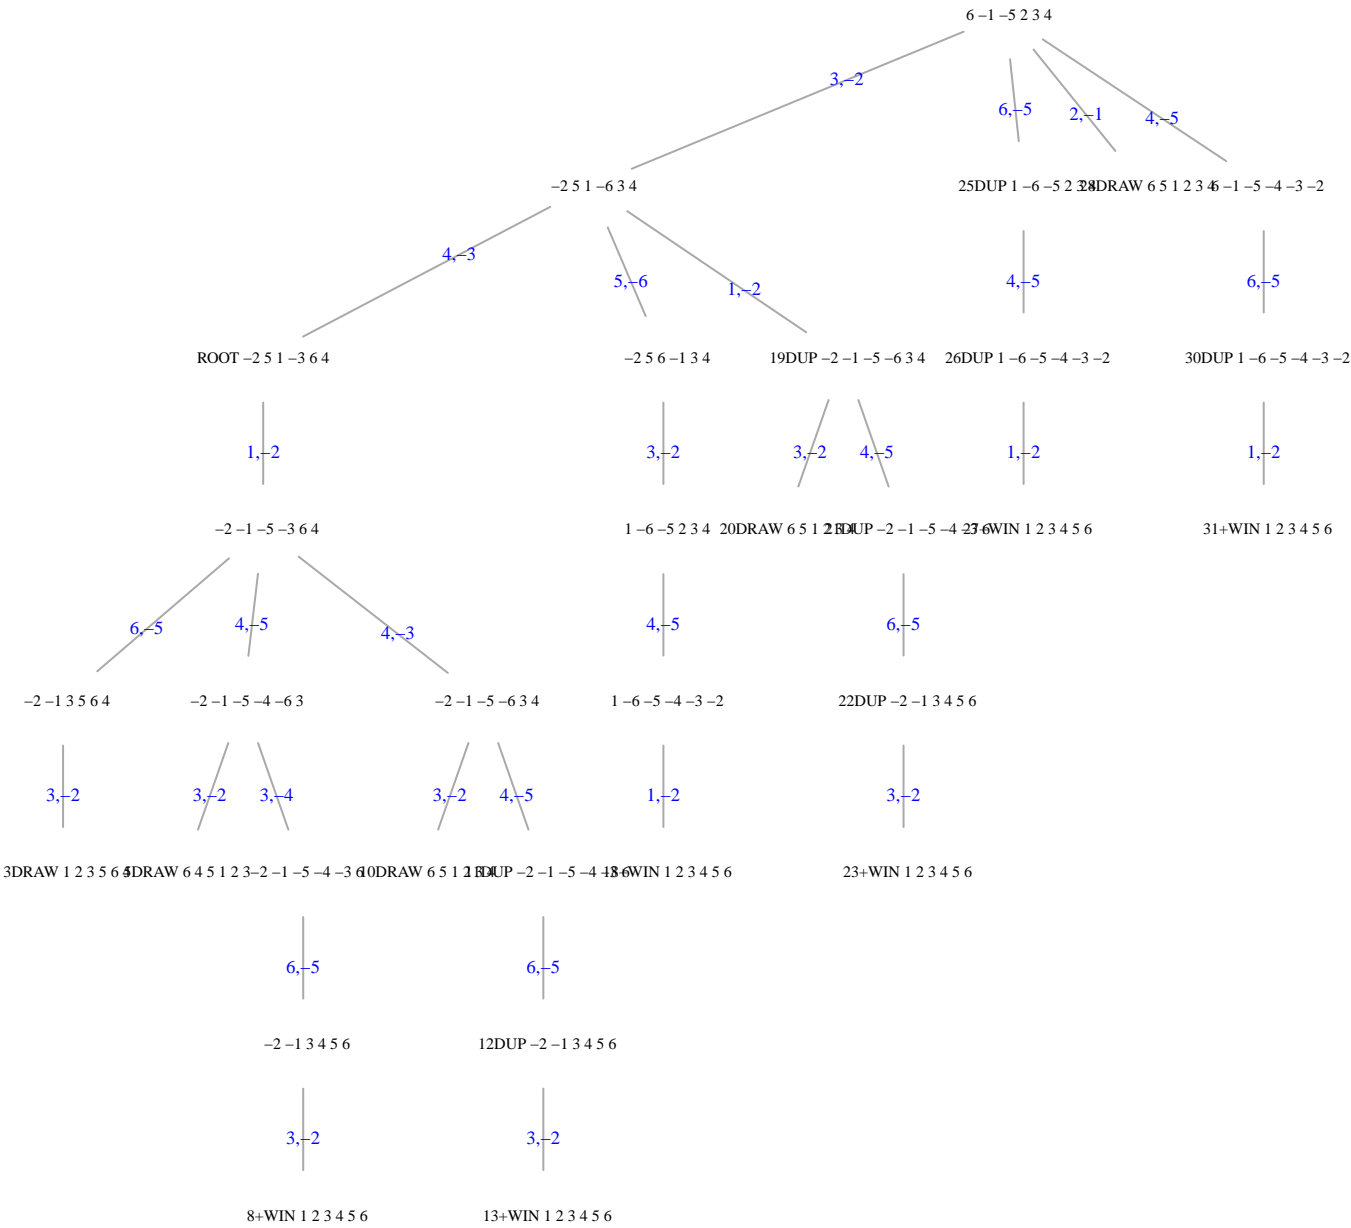 6 –1 –5 2 3 4
3,–2
6,–5
2,–1
4,–5
–2 5 1 –6 3 4
25DUP 1 –6 –5 2 3 4
28DRAW 6 5 1 2 3 4
6 –1 –5 –4 –3 –2
4,–3
5,–6
1,–2
4,–5
6,–5
ROOT –2 5 1 –3 6 4
–2 5 6 –1 3 4
19DUP –2 –1 –5 –6 3 4
26DUP 1 –6 –5 –4 –3 –2
30DUP 1 –6 –5 –4 –3 –2
1,–2
3,–2
3,–2
4,–5
1,–2
1,–2
–2 –1 –5 –3 6 4
1 –6 –5 2 3 4
20DRAW 6 5 1 2 3 4
21DUP –2 –1 –5 –4 –3 6
27+WIN 1 2 3 4 5 6
31+WIN 1 2 3 4 5 6
6,–5
4,–5
4,–3
4,–5
6,–5
–2 –1 3 5 6 4
–2 –1 –5 –4 –6 3
–2 –1 –5 –6 3 4
1 –6 –5 –4 –3 –2
22DUP –2 –1 3 4 5 6
3,–2
3,–2
3,–4
3,–2
4,–5
1,–2
3,–2
3DRAW 1 2 3 5 6 4
5DRAW 6 4 5 1 2 3
–2 –1 –5 –4 –3 6
10DRAW 6 5 1 2 3 4
11DUP –2 –1 –5 –4 –3 6
18+WIN 1 2 3 4 5 6
23+WIN 1 2 3 4 5 6
6,–5
6,–5
–2 –1 3 4 5 6
12DUP –2 –1 3 4 5 6
3,–2
3,–2
8+WIN 1 2 3 4 5 6
13+WIN 1 2 3 4 5 6